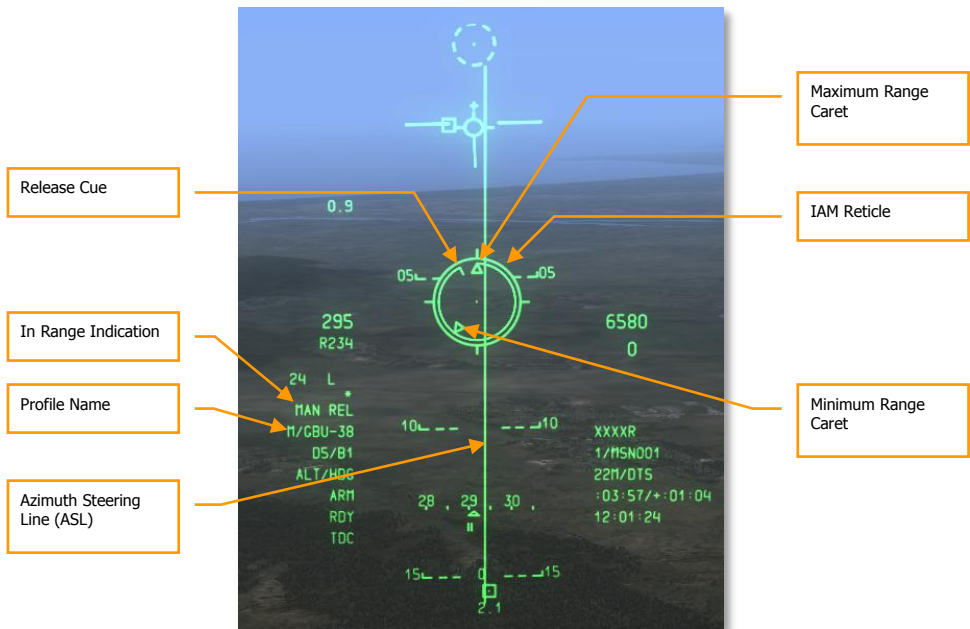 Maximum Range
Caret
Release Cue
IAM Reticle
0.9
05
05
In Range Indication
295
6580
R234
0
24 L
*
Profile Name
MAN REL
Minimum Range
Caret
M/GBU-38
10
10
XXXXR
D5/B1
1/MSN001
ALT/HDG
22M/DTS
Azimuth Steering
Line (ASL)
ARM
28 . 29 . 30 .
:03:57/+:01:04
RDY
12:01:24
TDC
15
0
15
2.1